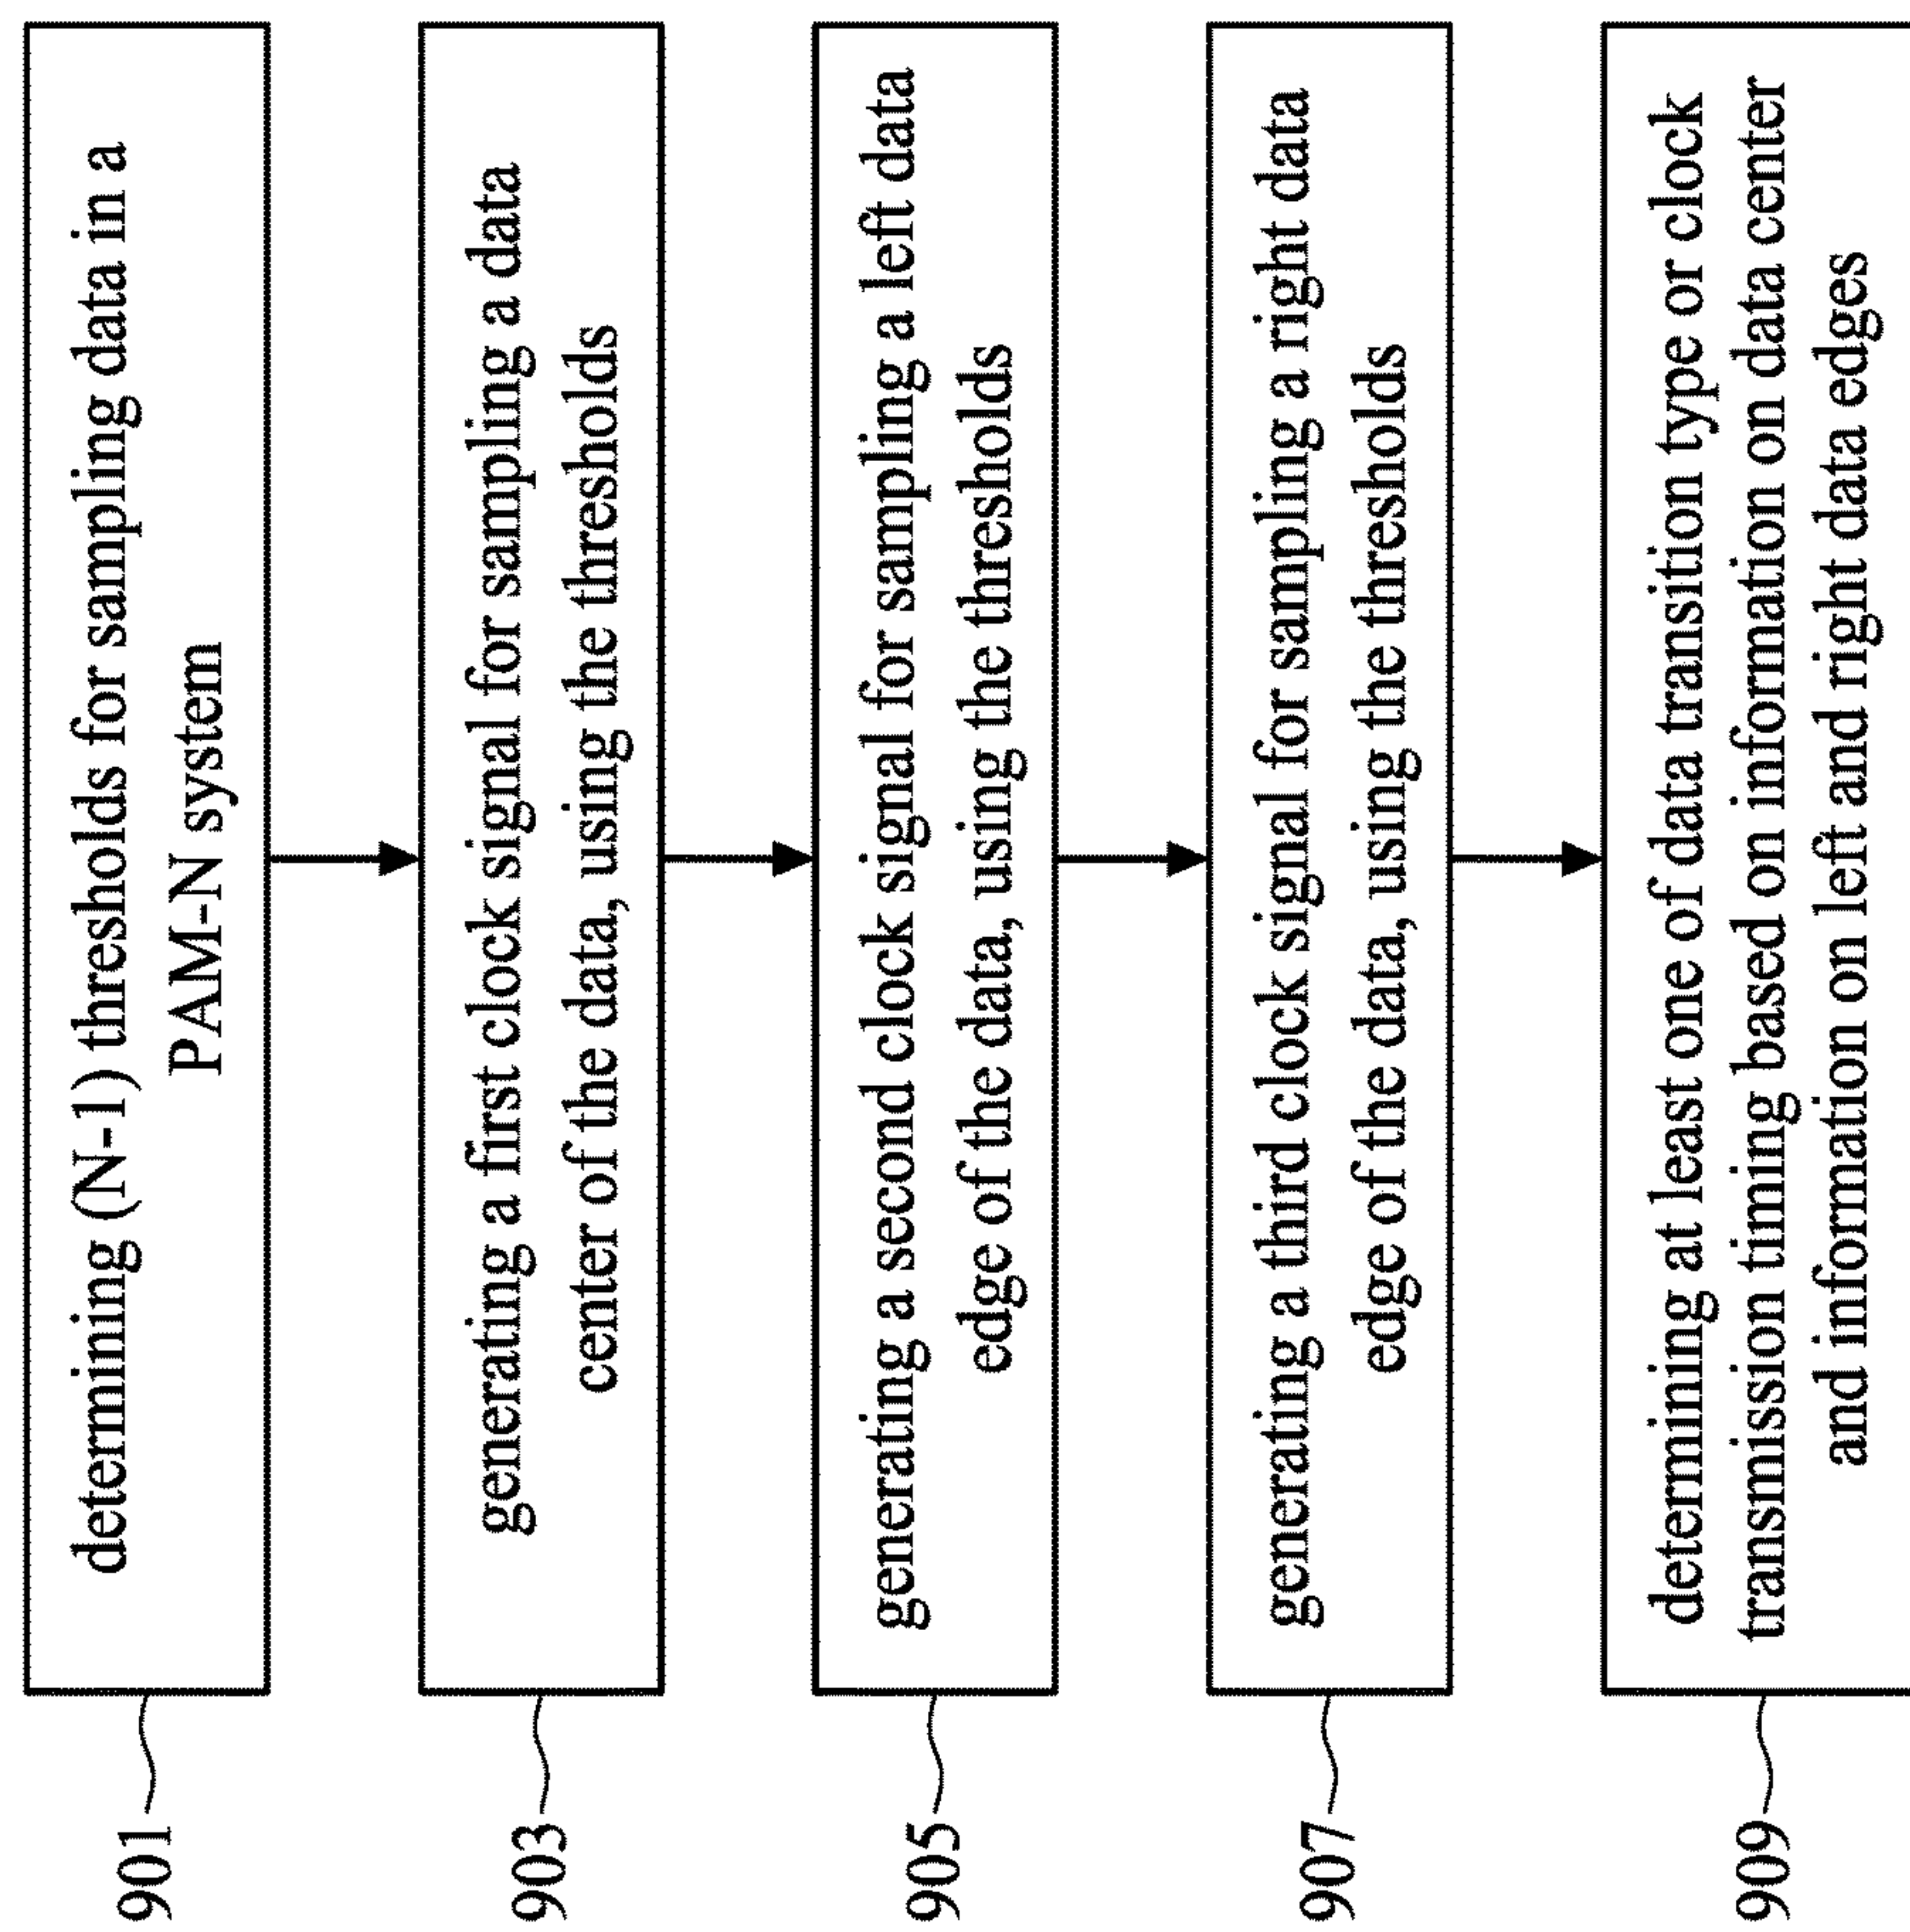 901
determining (N-1) thresholds for sampling data in a
PAM-N system
903
generating a first clock signal for sampling a data
center of the data, using the thresholds
905
generating a second clock signal for sampling a left data
edge of the data, using the thresholds
907
generating a third clock signal for sampling a right data
edge of the data, using the thresholds
909
determining at least one of data transition type or clock
transmission timing based on information on data center
and information on left and right data edges